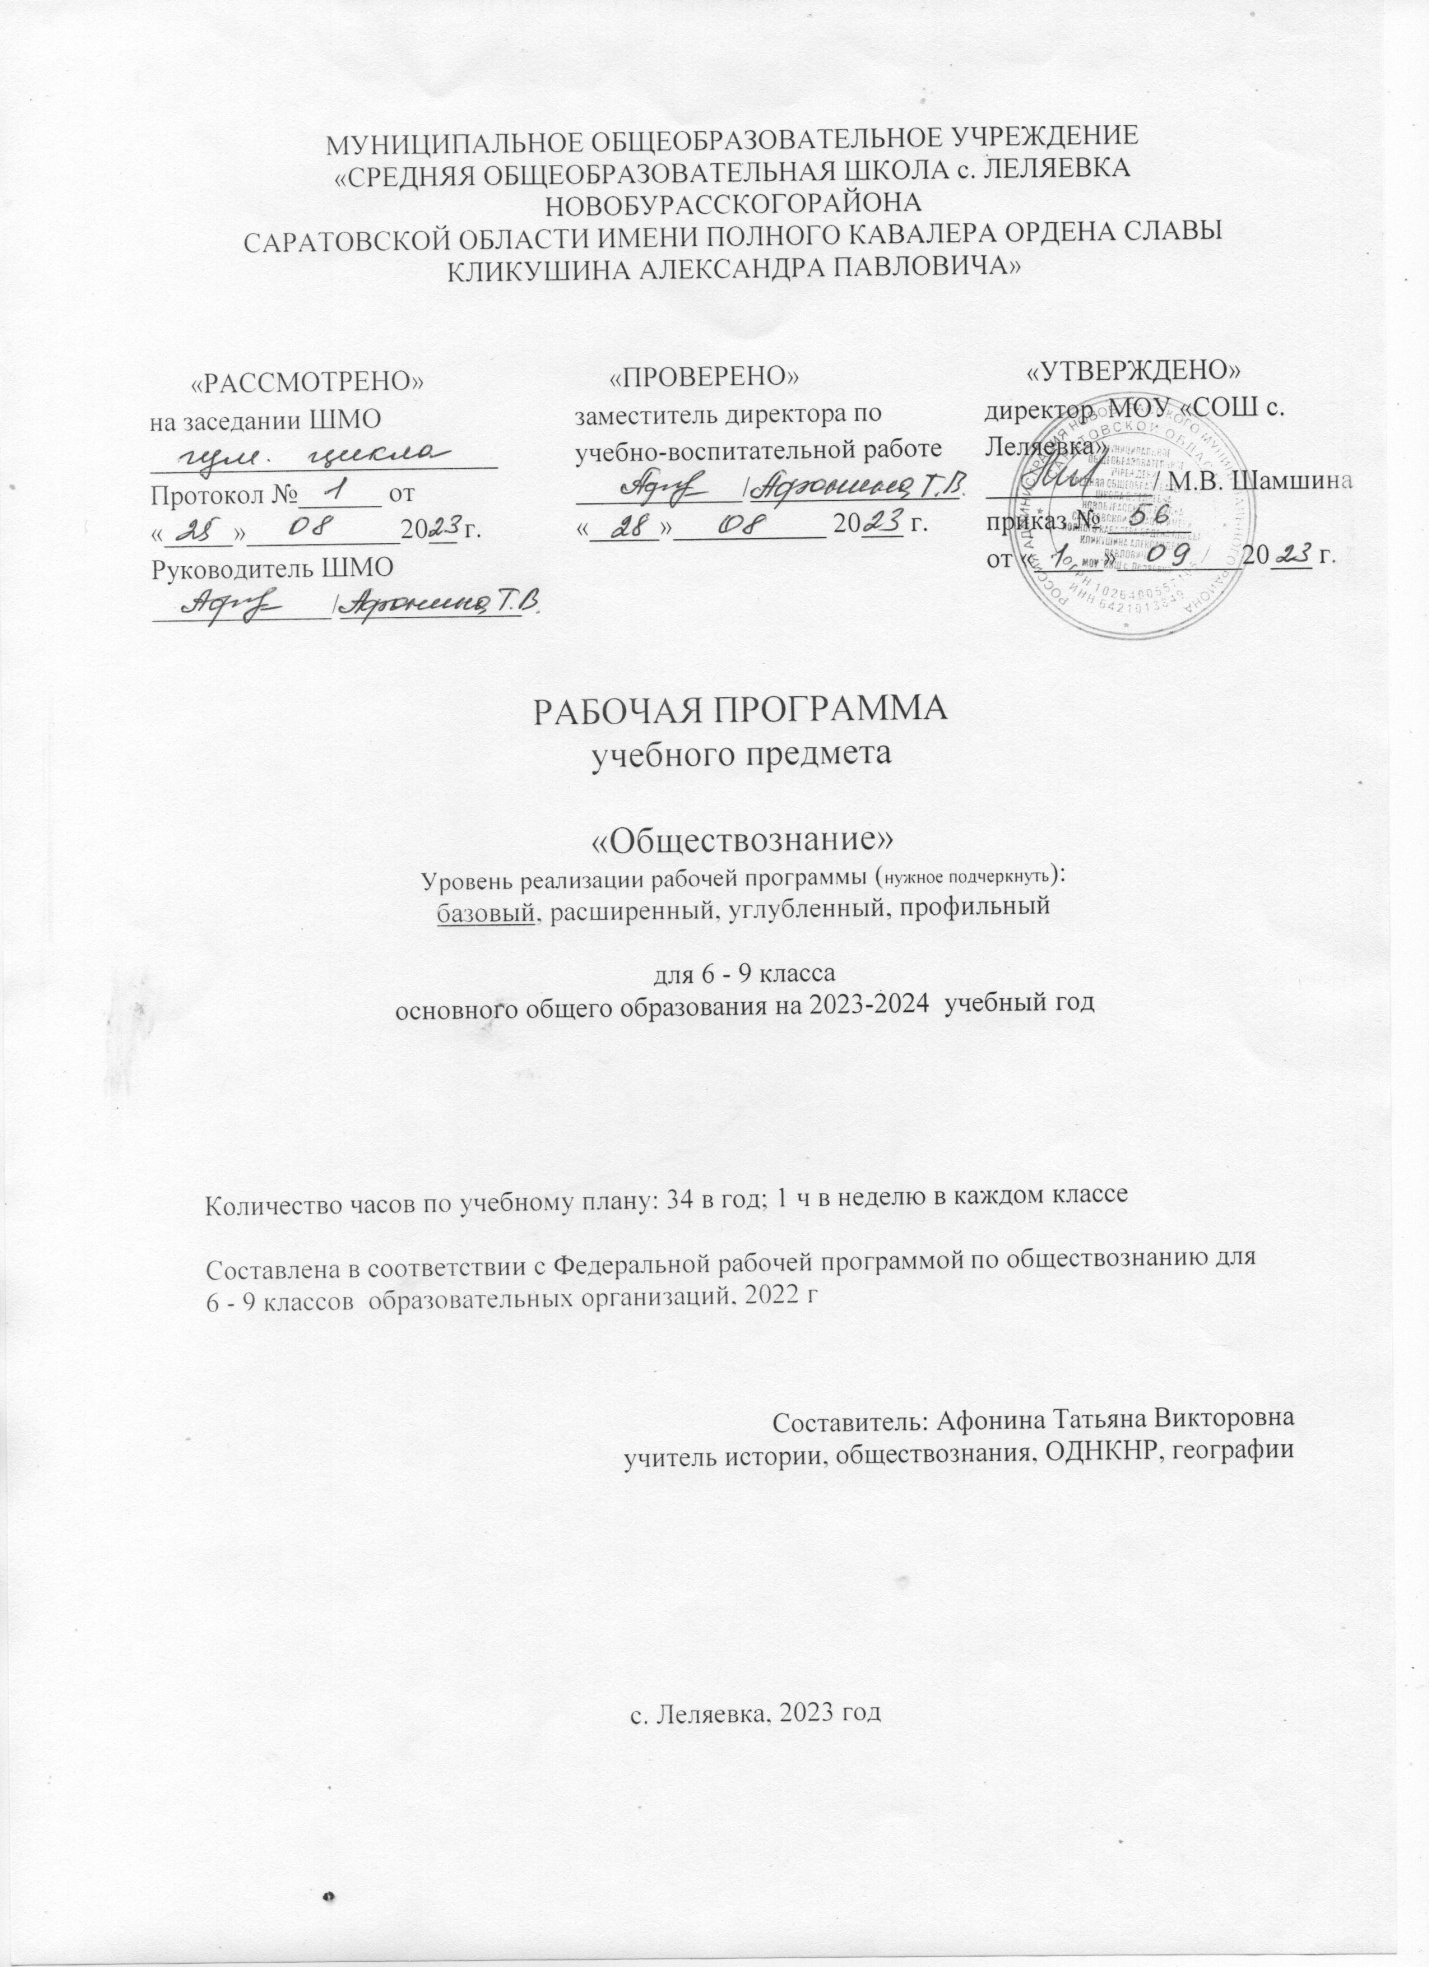 МУНИЦИПАЛЬНОЕ ОБЩЕОБРАЗОВАТЕЛЬНОЕ УЧРЕЖДЕНИЕ
«СРЕДНЯЯ ОБЩЕОБРАЗОВАТЕЛЬНАЯ ШКОЛА с. ЛЕЛЯЕВКА
НОВОБУРАССКОГОРАЙОНА
САРАТОВСКОЙ ОБЛАСТИ ИМЕНИ ПОЛНОГО КАВАЛЕРА ОРДЕНА СЛАВЫ
КЛИКУШИНА АЛЕКСАНДРА ПАВЛОВИЧА»
«РАССМОТРЕНО»
на заседании ШМО
гум. цикла
Протокол № 1 от
« 25 » 08 2023 г.
Руководитель ШМО
/Афонина Т.В.
«ПРОВЕРЕНО»
заместитель директора по
учебно-воспитательной работе
/Афонина Т.В.
« 28 » 08 2023 г.
«УТВЕРЖДЕНО»
директор МОУ «СОШ с.
Леляевка»
/ М.В. Шамшина
приказ № 56
от « 1 » 09 2023 г.
РАБОЧАЯ ПРОГРАММА
учебного предмета
«Обществознание»
Уровень реализации рабочей программы (нужное подчеркнуть):
базовый, расширенный, углубленный, профильный
для 6 - 9 класса
основного общего образования на 2023-2024 учебный год
Количество часов по учебному плану: 34 в год; 1 ч в неделю в каждом классе
Составлена в соответствии с Федеральной рабочей программой по обществознанию для
6 - 9 классов образовательных организаций, 2022 г
Составитель: Афонина Татьяна Викторовна
учитель истории, обществознания, ОДНКНР, географии
с. Леляевка, 2023 год